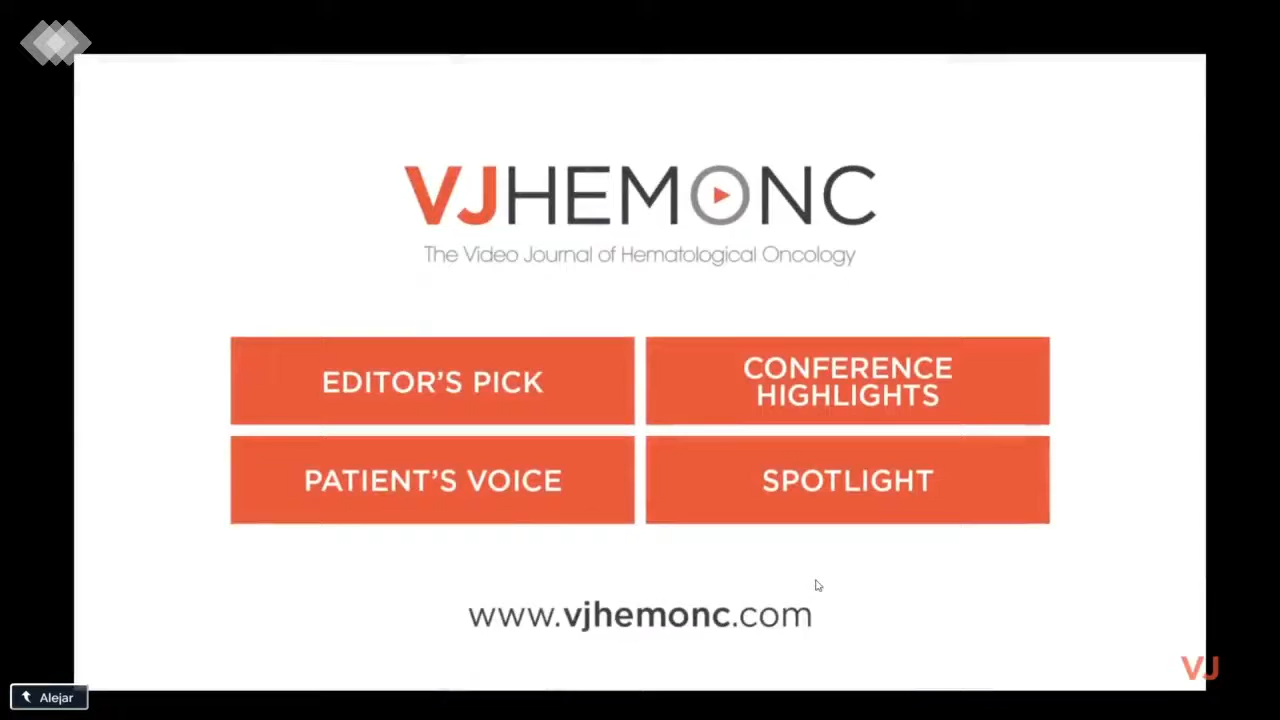 VJHEMONC
The Video Journal of Hematological Oncology
EDITOR'S PICK
CONFERENCE
HIGHLIGHTS
PATIENT'S VOICE
SPOTLIGHT
www.vjhemonc.com
VJ
Alejar